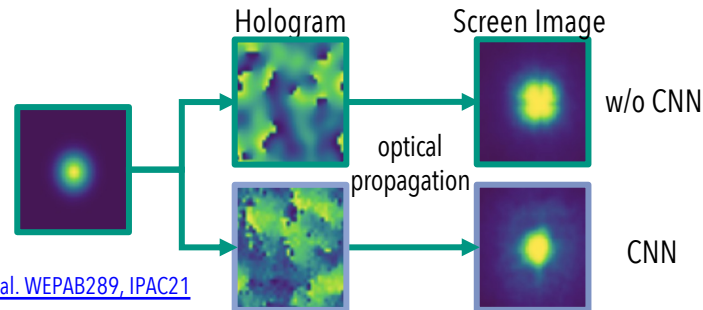 Hologram
Screen Image
w/o CNN
optical
propagation
CNN
al. WEPAB289, IPAC21